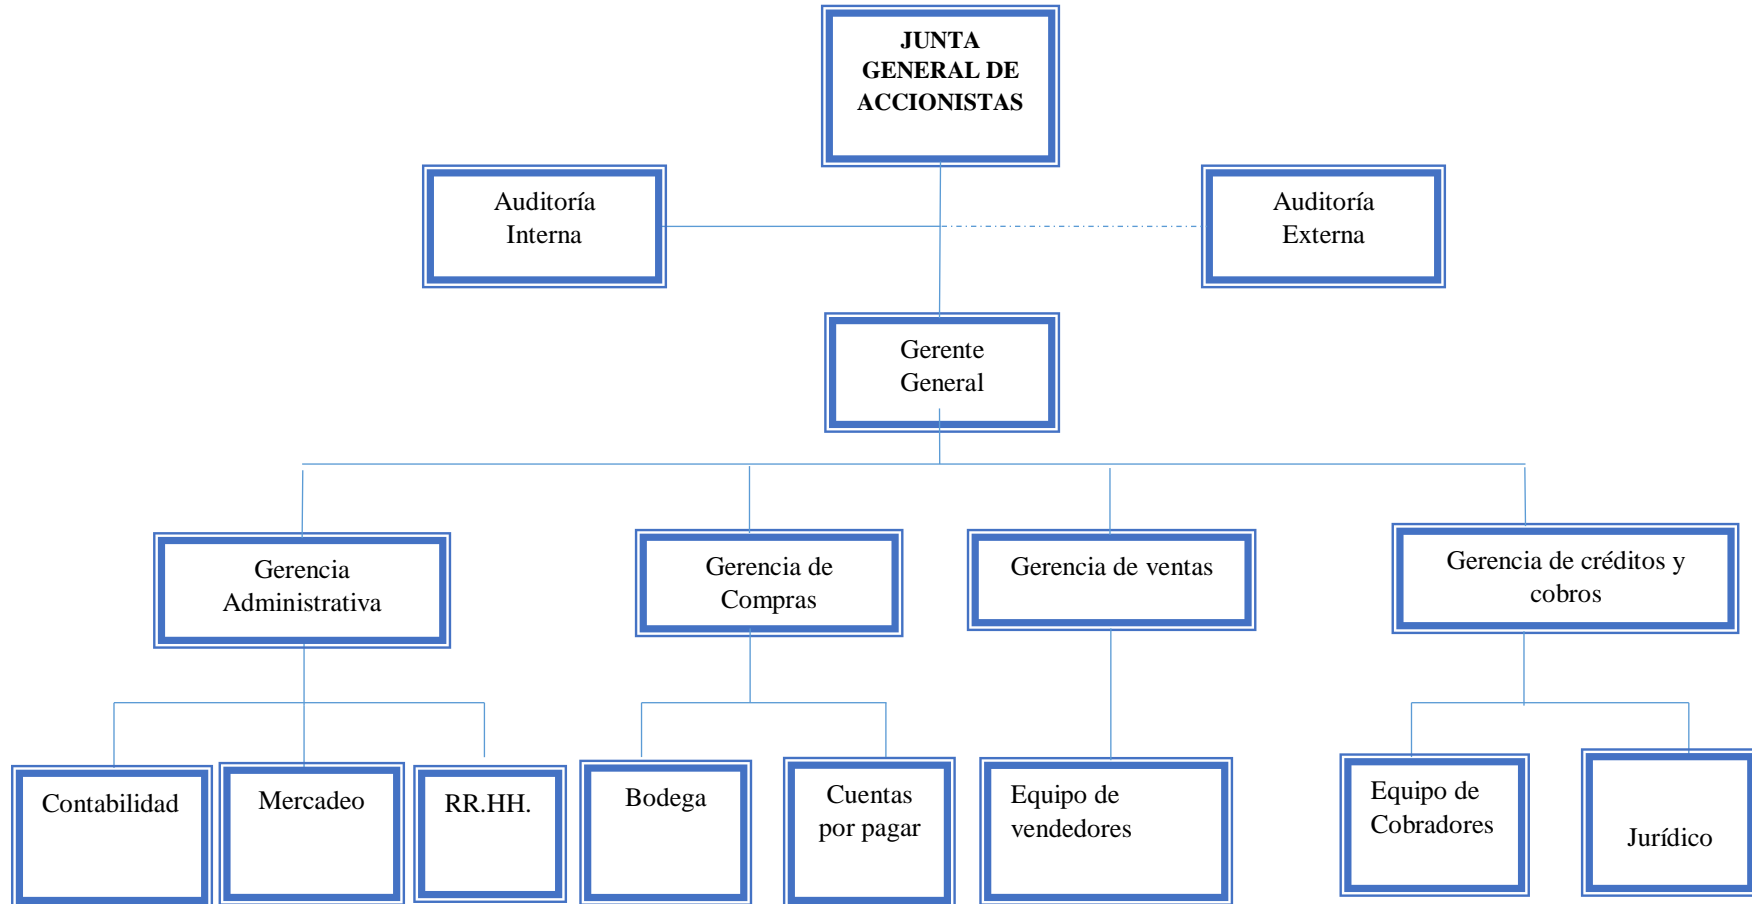 JUNTA
GENERAL DE
ACCIONISTAS
Auditoría
Interna
Auditoría
Externa
Gerente
General
Gerencia
Administrativa
Gerencia de
Compras
Gerencia de ventas
Gerencia de créditos y
cobros
Contabilidad
Mercadeo
RR.HH.
Bodega
Cuentas
por pagar
Equipo de
vendedores
Equipo de
Cobradores
Jurídico